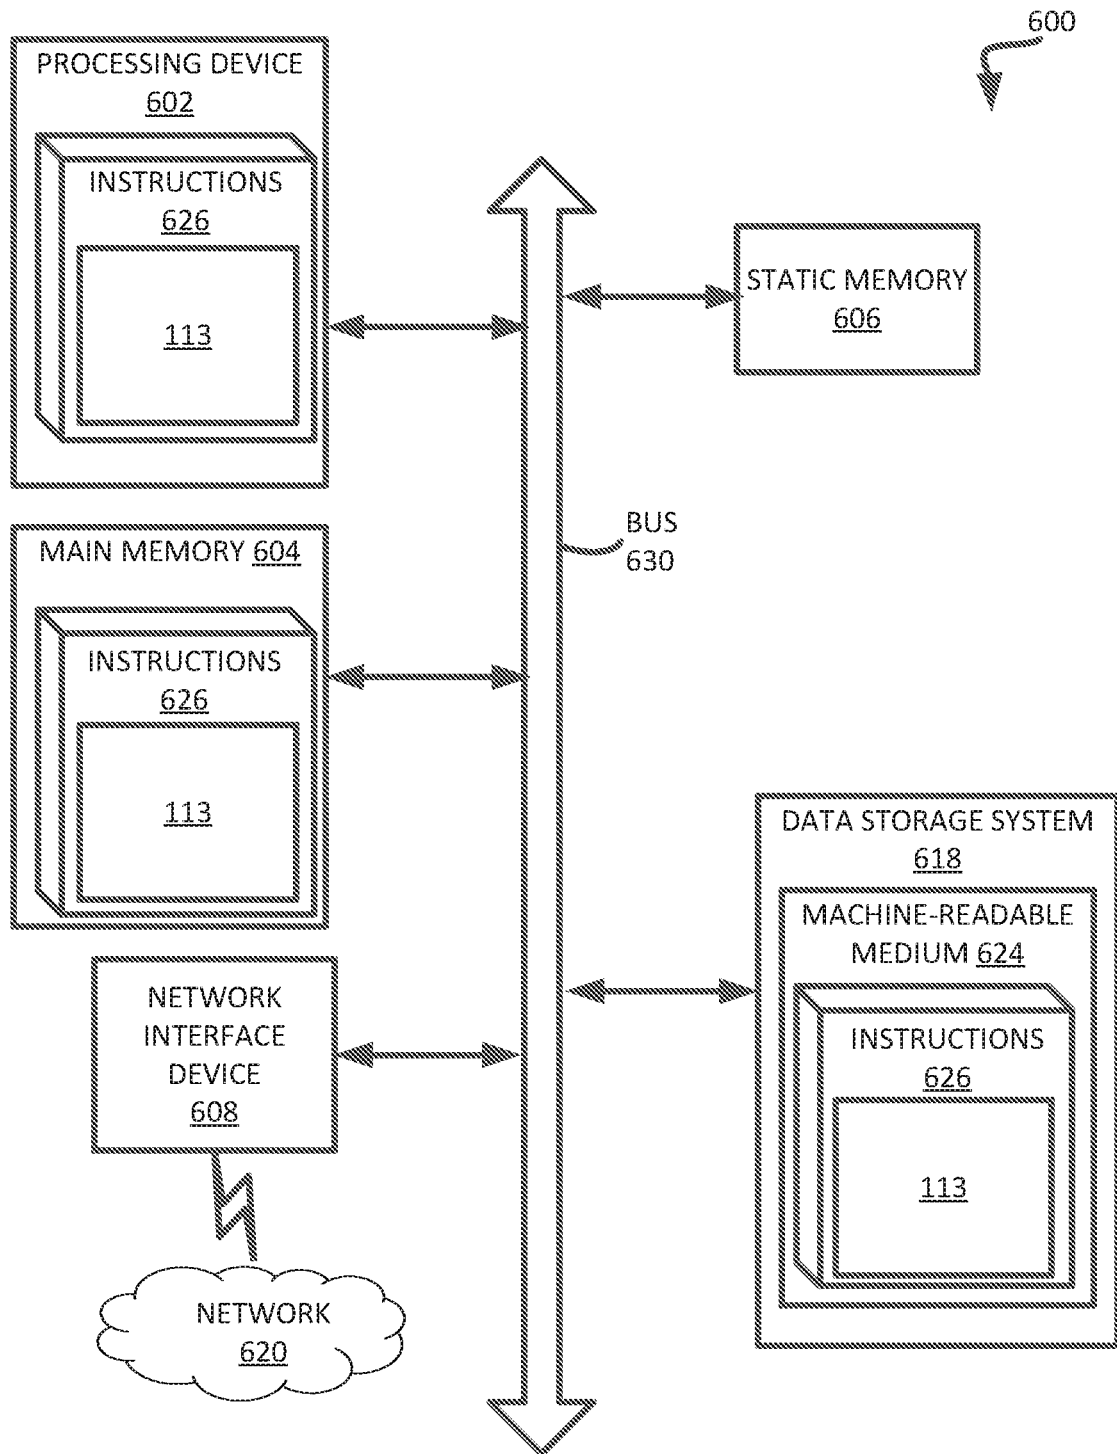 600
PROCESSING DEVICE
602
INSTRUCTIONS
626
113
STATIC MEMORY
606
BUS
630
MAIN MEMORY 604
INSTRUCTIONS
626
113
DATA STORAGE SYSTEM
618
MACHINE-READABLE
MEDIUM 624
INSTRUCTIONS
626
113
NETWORK
INTERFACE
DEVICE
608
NETWORK
620